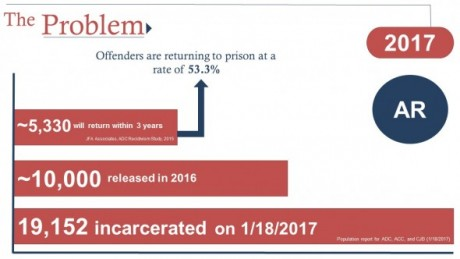 The Problem
2017
Offenders are returning to prison at a
rate of 53.3%
AR
~5,330 will return within 3 years
~10,000 released in 2016
19,152 incarcerated on 1/18/2017
Population report for ADC, ACC, and CJB (1/18/2017)